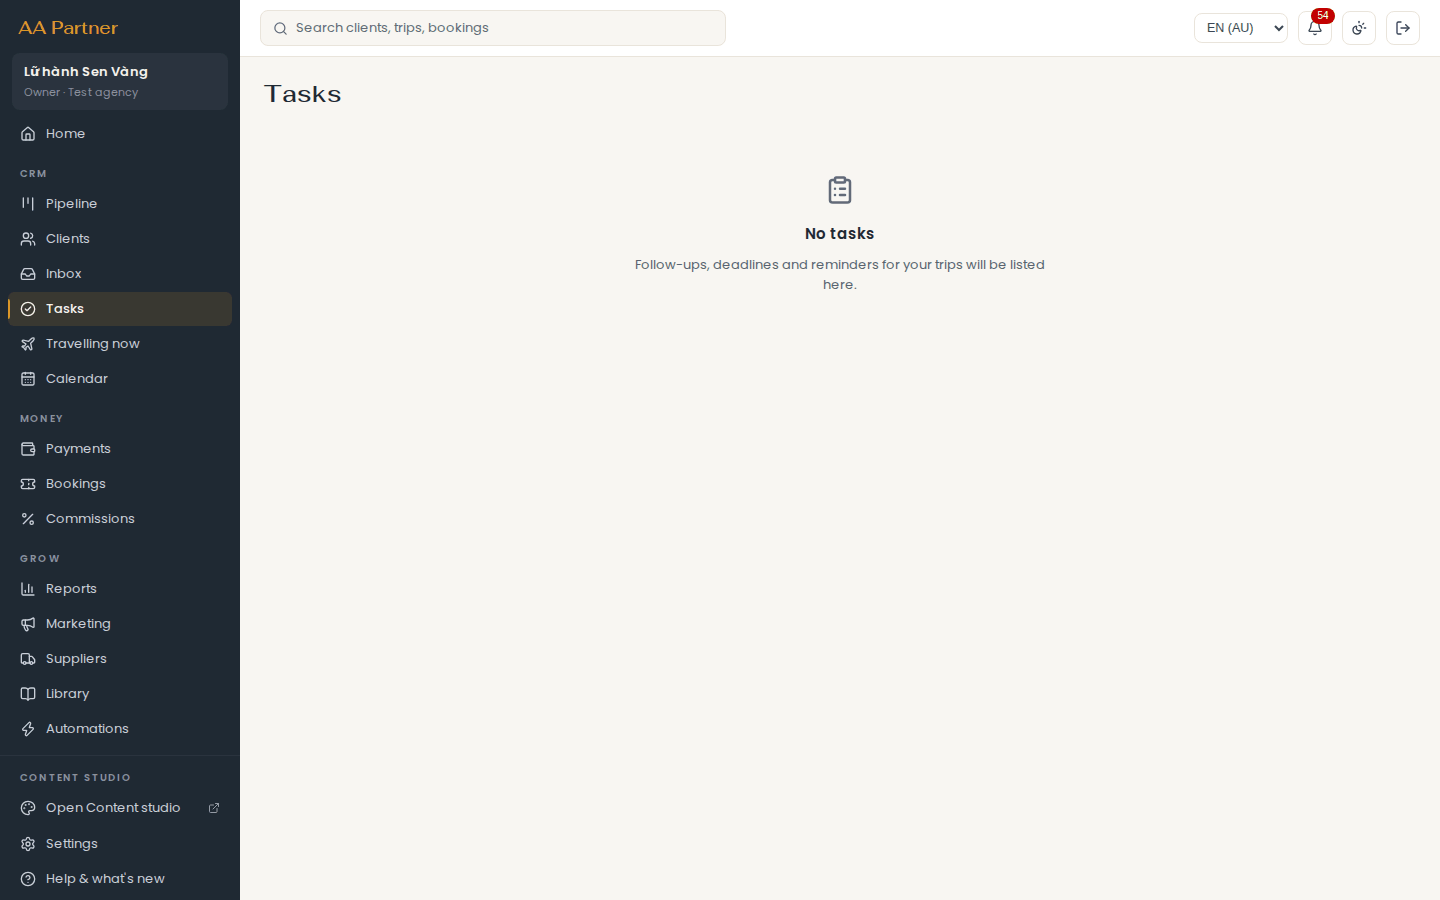 AA Partner
Lữ hành Sen Vàng
Owner · Test agency
Home
CRM
Pipeline
Clients
Inbox
Tasks
Travelling now
Calendar
MONEY
Payments
Bookings
Commissions
GROW
Reports
Marketing
Suppliers
Library
Automations
CONTENT STUDIO
Open Content studio
Settings
Help & what's new
Search clients, trips, bookings
EN (AU)
54
Tasks
No tasks
Follow-ups, deadlines and reminders for your trips will be listed
here.